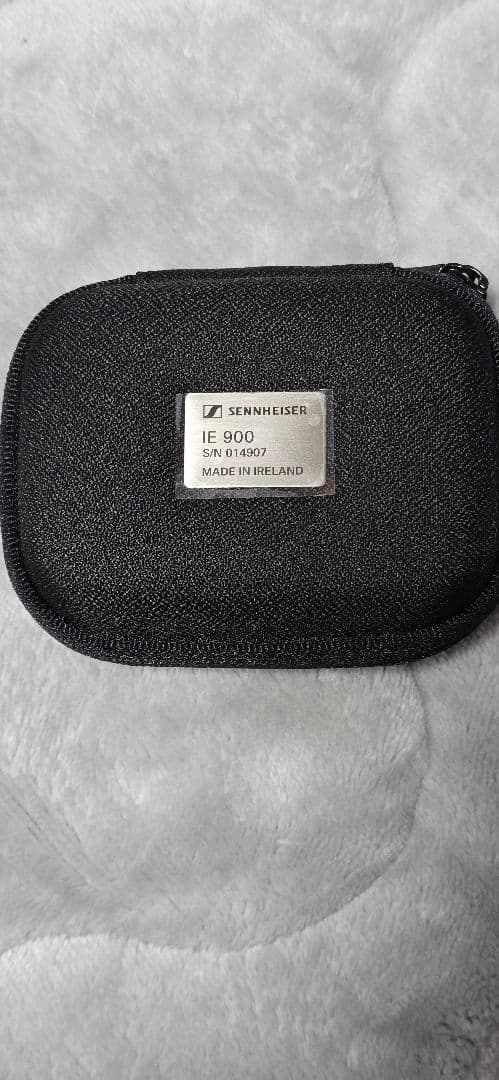 SENNHEISER
IE 900
S/N 014907
MADE IN IRELAND